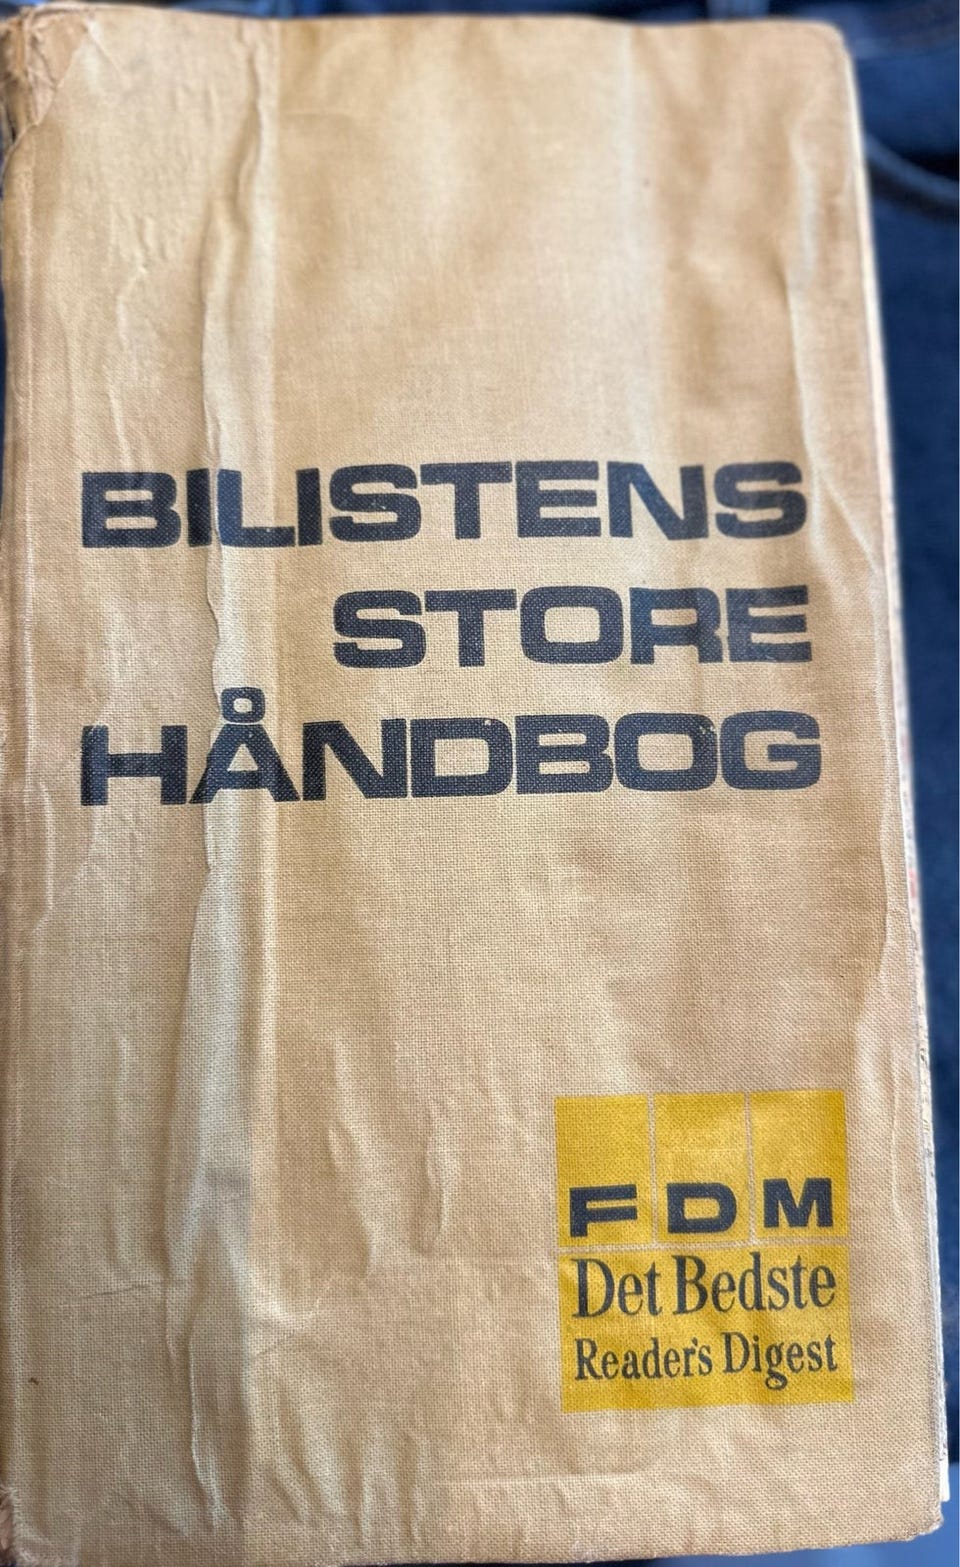 BILISTENS
STORE
HÅNDBOG
FDM
Det Bedste
Reader's Digest